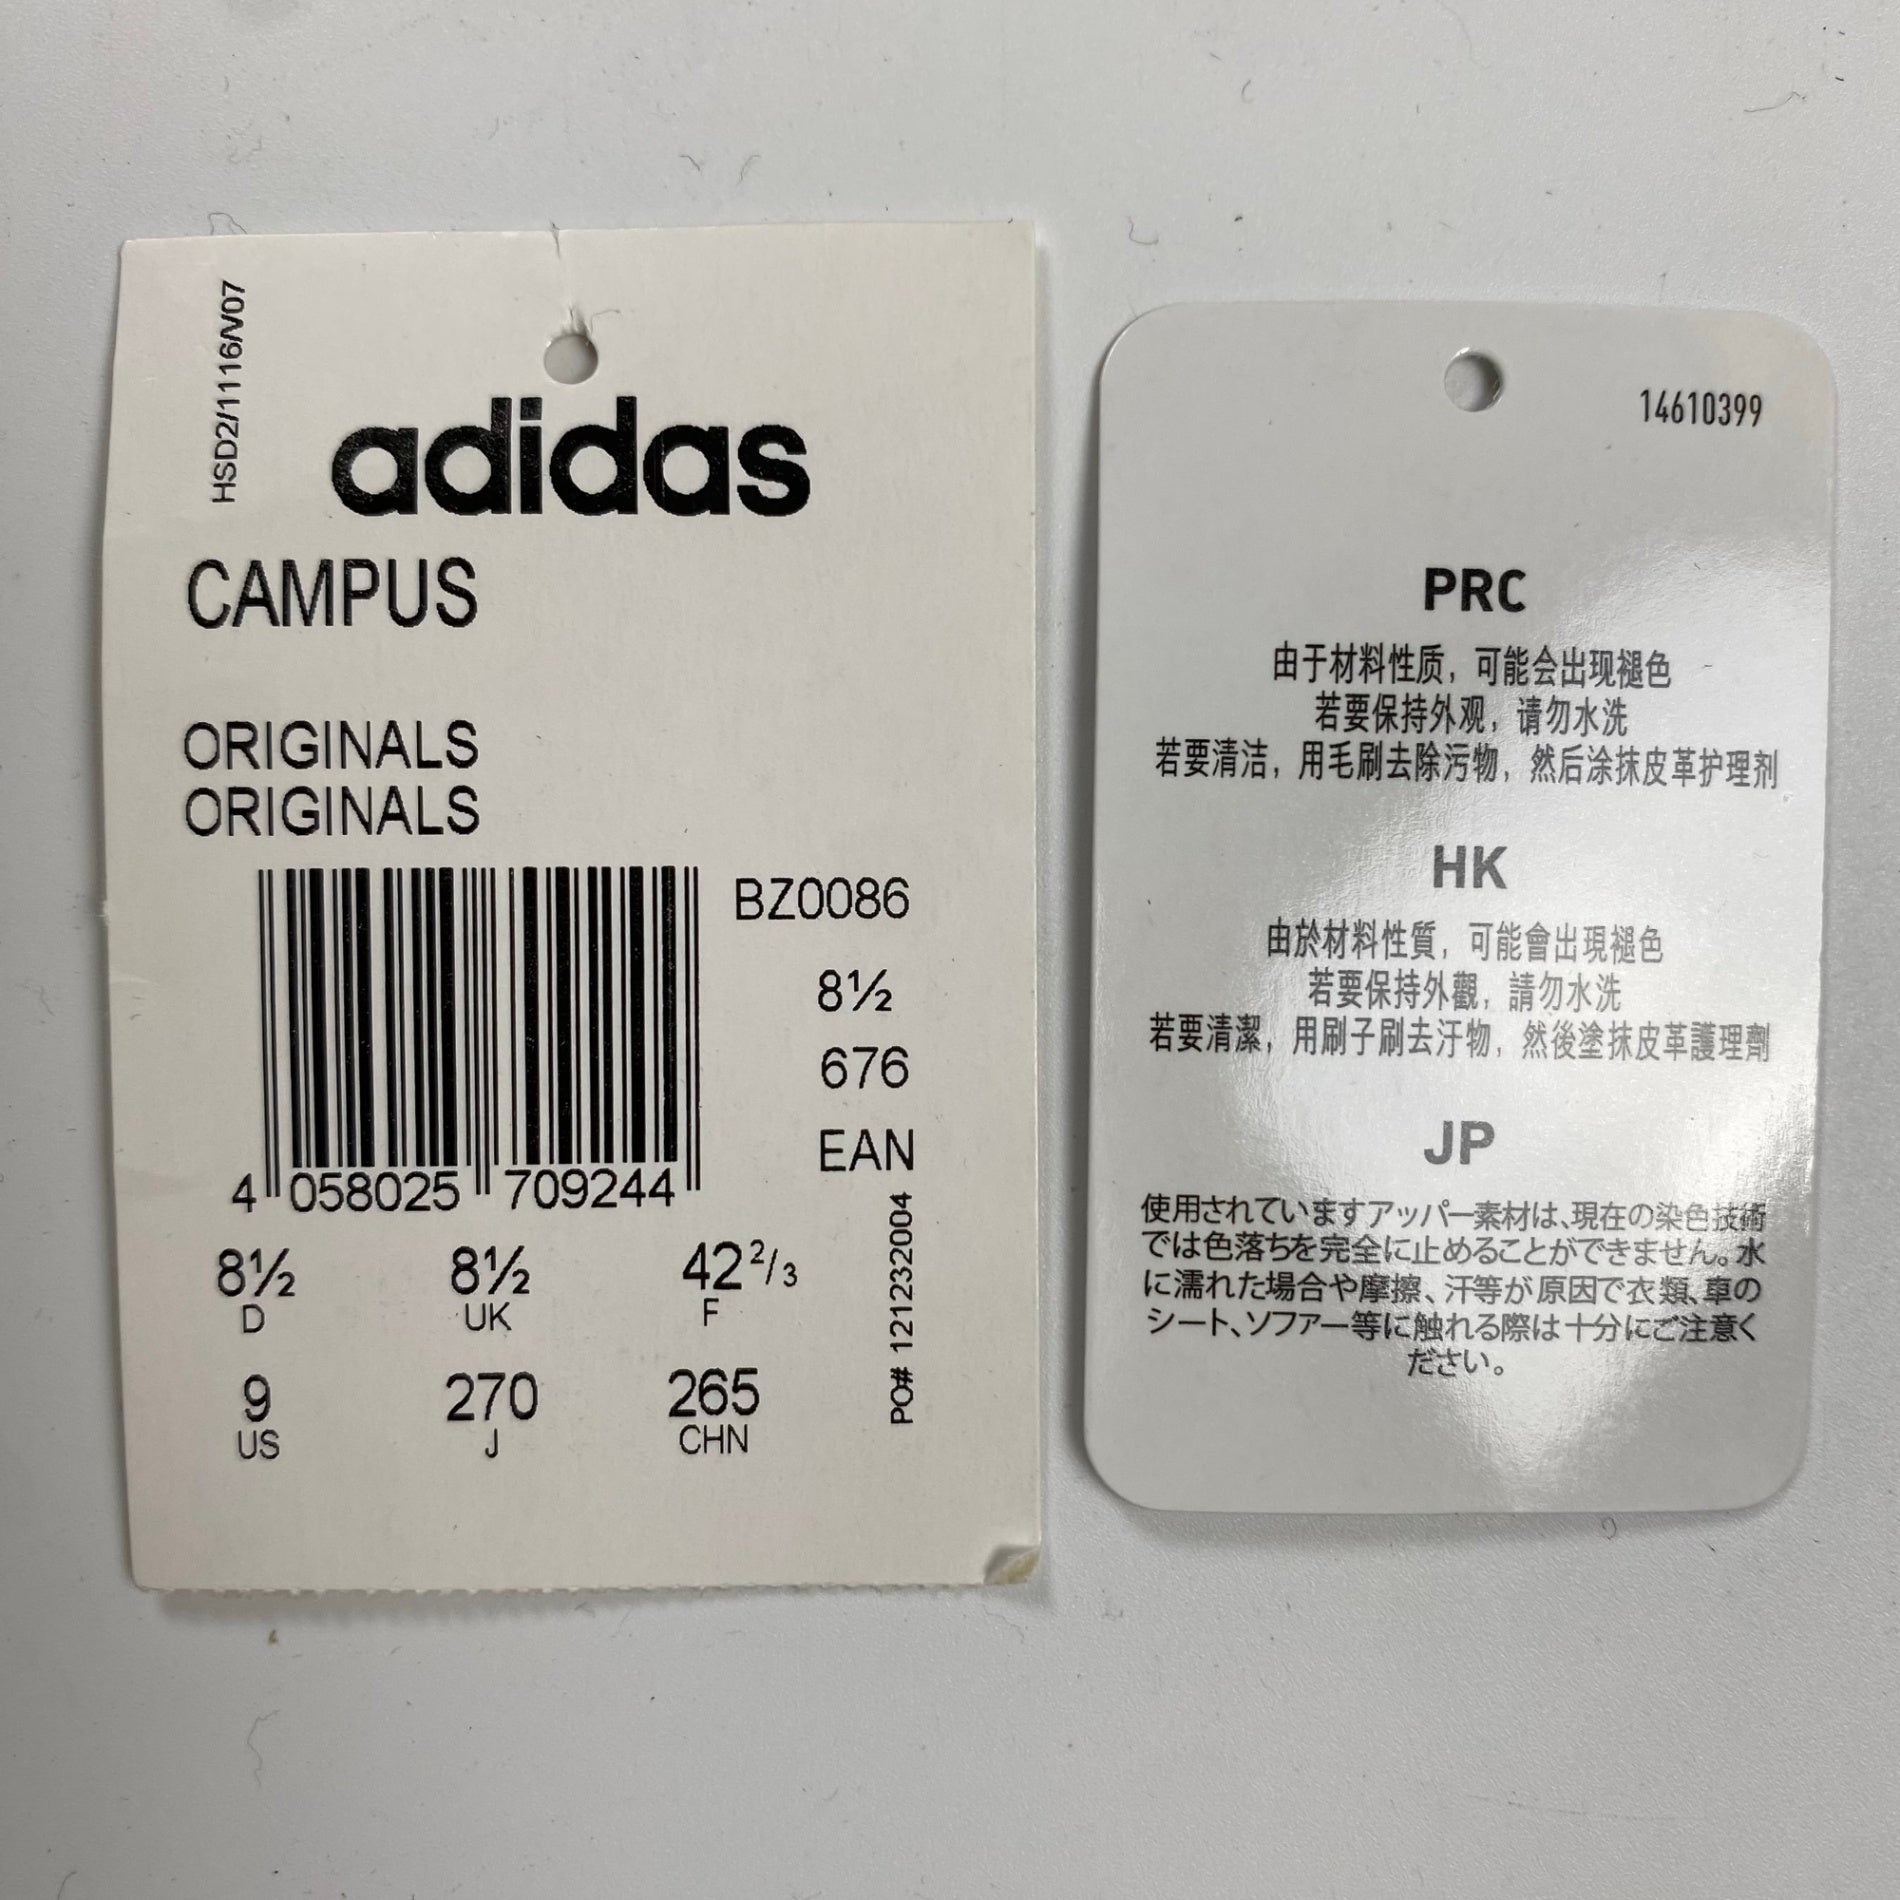 HSD2/1116/V07
adidas
CAMPUS
ORIGINALS
ORIGINALS
BZ0086
8½
676
EAN
4 058025 709244
8½ 8½ 42 2/3
D UK F
9 270 265
US J CHN
PO# 121232004
14610399
PRC
由于材料性质，可能会出现褪色
若要保持外观，请勿水洗
若要清洁，用毛刷去除污物，然后涂抹皮革护理剂
HK
由於材料性質，可能會出現褪色
若要保持外觀，請勿水洗
若要清潔，用刷子刷去汙物，然後塗抹皮革護理劑
JP
使用されていますアッパー素材は、現在の染色技術
では色落ちを完全に止めることができません。水
に濡れた場合や摩擦、汗等が原因で衣類、車の
シート、ソファー等に触れる際は十分にご注意く
ださい。